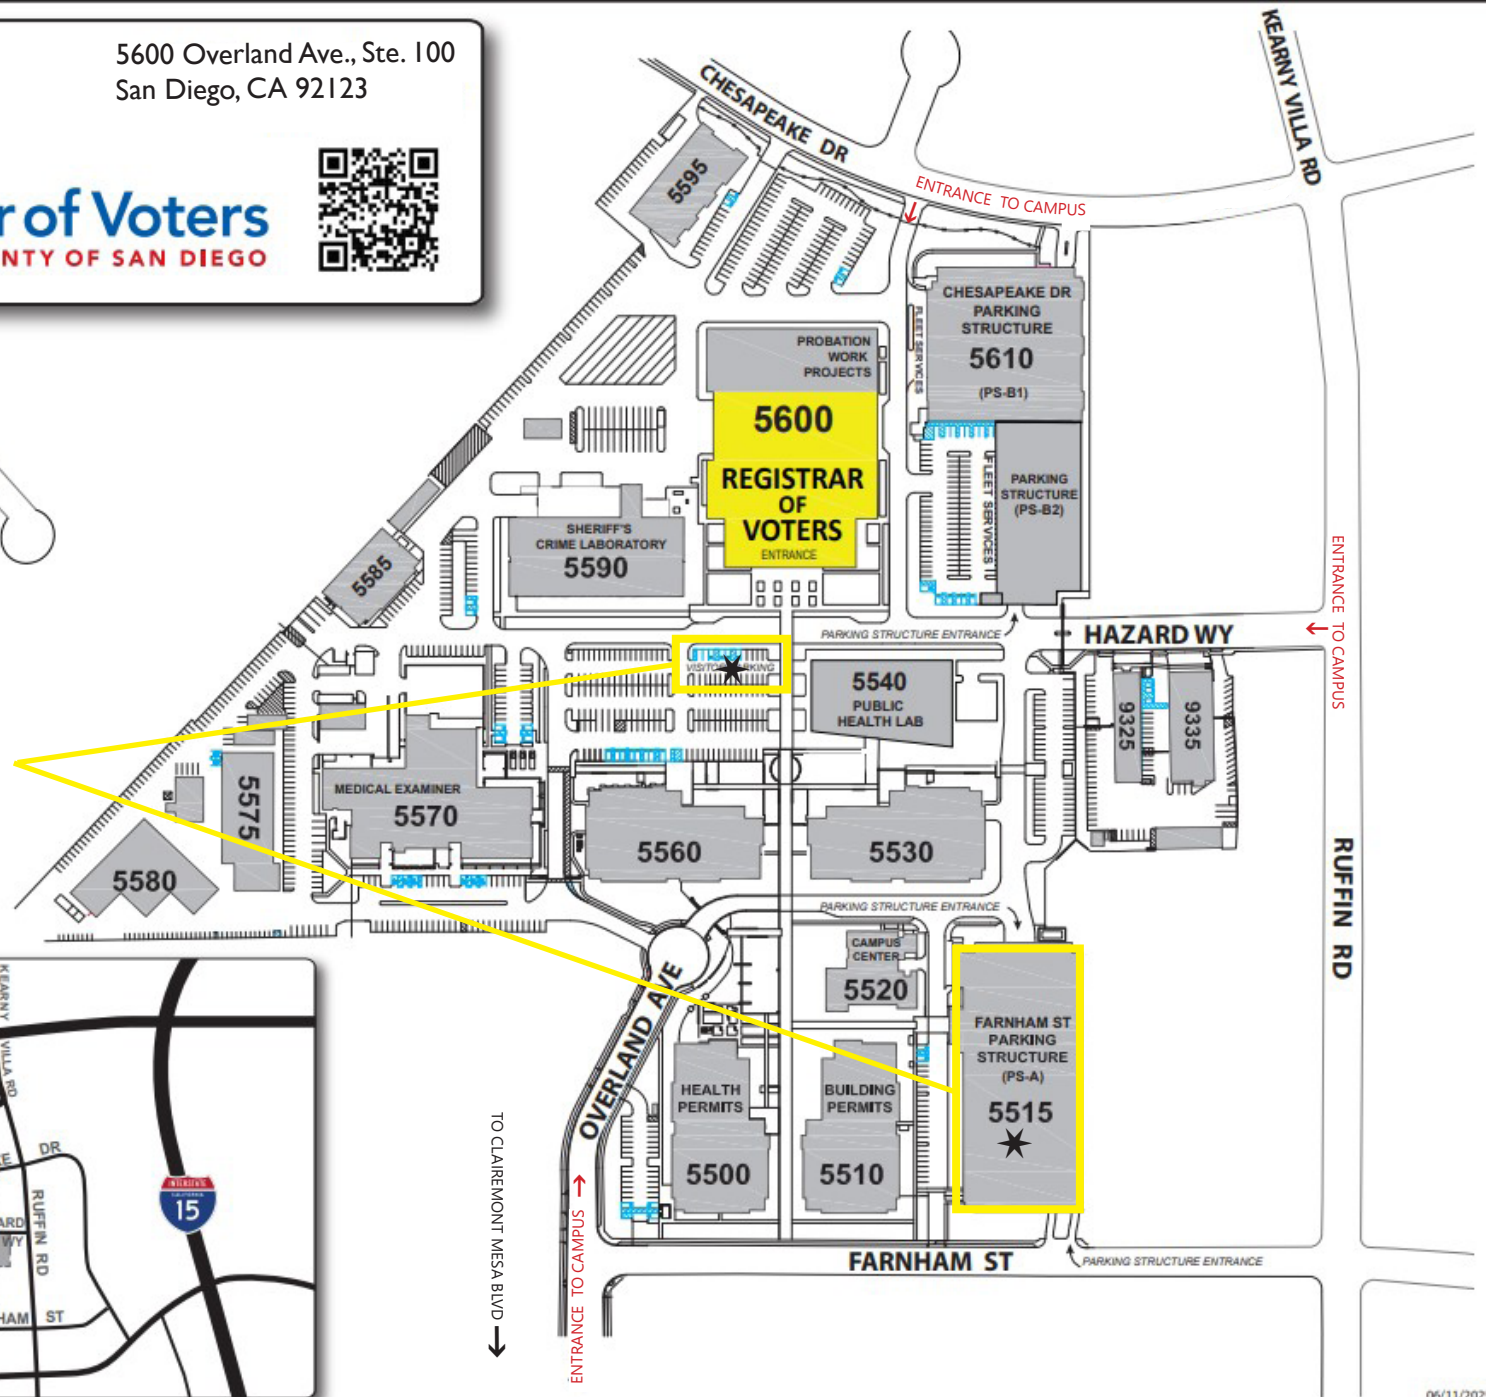 5600 Overland Ave., Ste. 100
San Diego, CA 92123
r of Voters
NTY OF SAN DIEGO
KEARNY VILLA RD
CHESAPEAKE DR
ENTRANCE TO CAMPUS
5595
CHESAPEAKE DR
PARKING
STRUCTURE
5610
(PS-B1)
FLEET SERVICES
PROBATION
WORK
PROJECTS
5600
REGISTRAR
OF
VOTERS
ENTRANCE
FLEET SERVICES
PARKING
STRUCTURE
(PS-B2)
SHERIFF'S
CRIME LABORATORY
5590
5585
ENTRANCE TO CAMPUS
PARKING STRUCTURE ENTRANCE
HAZARD WY
5540
PUBLIC
HEALTH LAB
9325
9335
MEDICAL EXAMINER
5570
5575
5580
5560
5530
RUFFIN RD
PARKING STRUCTURE ENTRANCE
CAMPUS
CENTER
5520
OVERLAND AVE
FARNHAM ST
PARKING
STRUCTURE
(PS-A)
5515
HEALTH
PERMITS
5500
BUILDING
PERMITS
5510
TO CLAIREMONT MESA BLVD
ENTRANCE TO CAMPUS
FARNHAM ST
PARKING STRUCTURE ENTRANCE
KEARNY
VILLA RD
E DR
RUFFIN RD
ARD
WY
HAM ST
INTERSTATE
CALIFORNIA
15